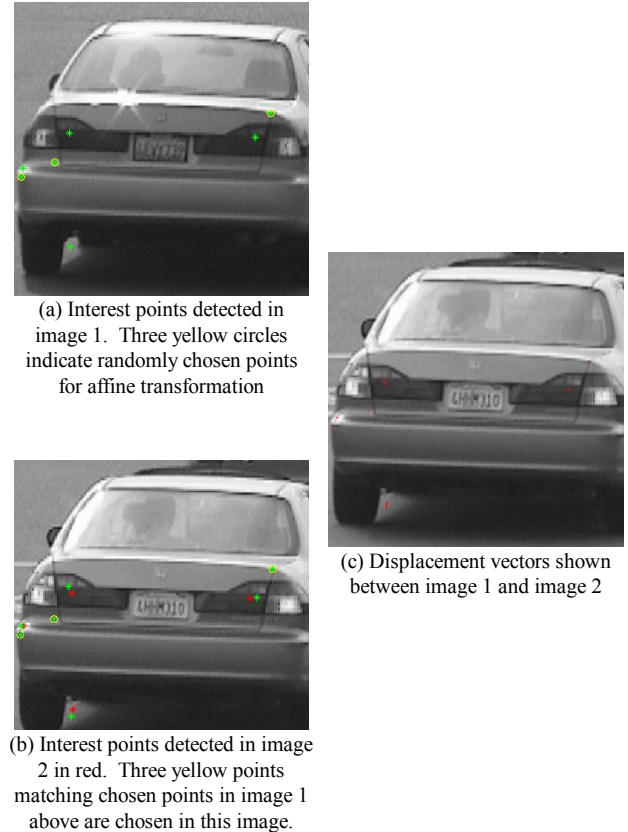 (a) Interest points detected in
image 1. Three yellow circles
indicate randomly chosen points
for affine transformation
4HHM310
(c) Displacement vectors shown
between image 1 and image 2
4HHM310
(b) Interest points detected in image
2 in red. Three yellow points
matching chosen points in image 1
above are chosen in this image.